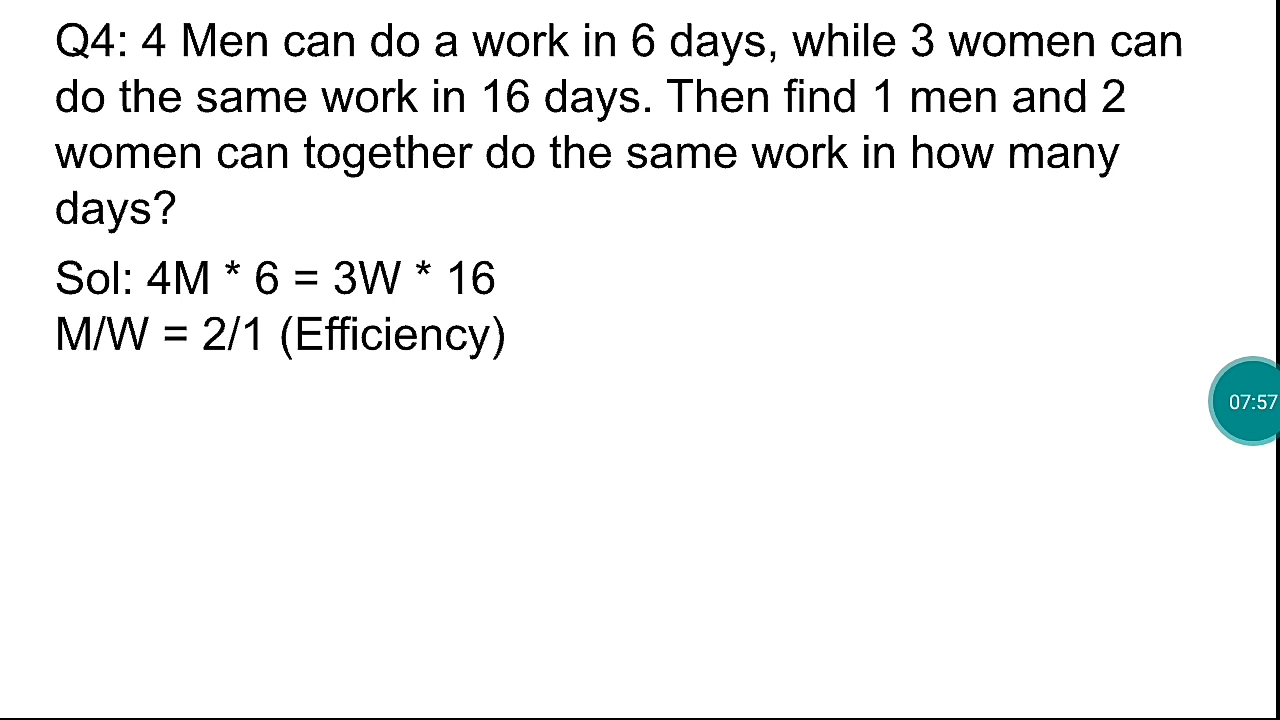 Q4: 4 Men can do a work in 6 days, while 3 women can
do the same work in 16 days. Then find 1 men and 2
women can together do the same work in how many
days?
Sol: 4M * 6 = 3W * 16
M/W = 2/1 (Efficiency)
07:57